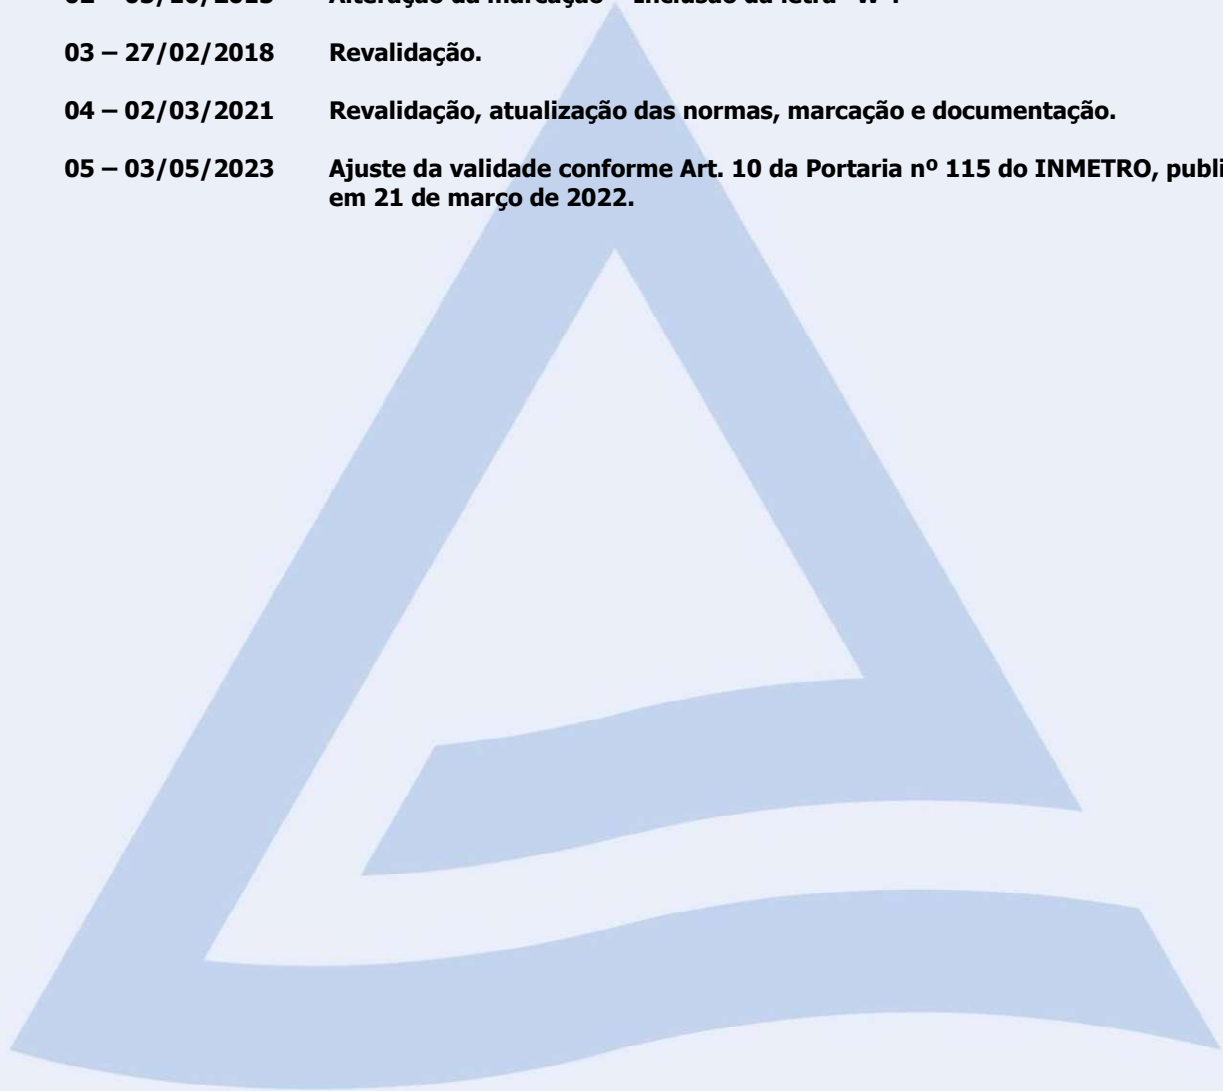 03 – 27/02/2018 Revalidação.
04 – 02/03/2021 Revalidação, atualização das normas, marcação e documentação.
05 – 03/05/2023 Ajuste da validade conforme Art. 10 da Portaria nº 115 do INMETRO, publi
em 21 de março de 2022.